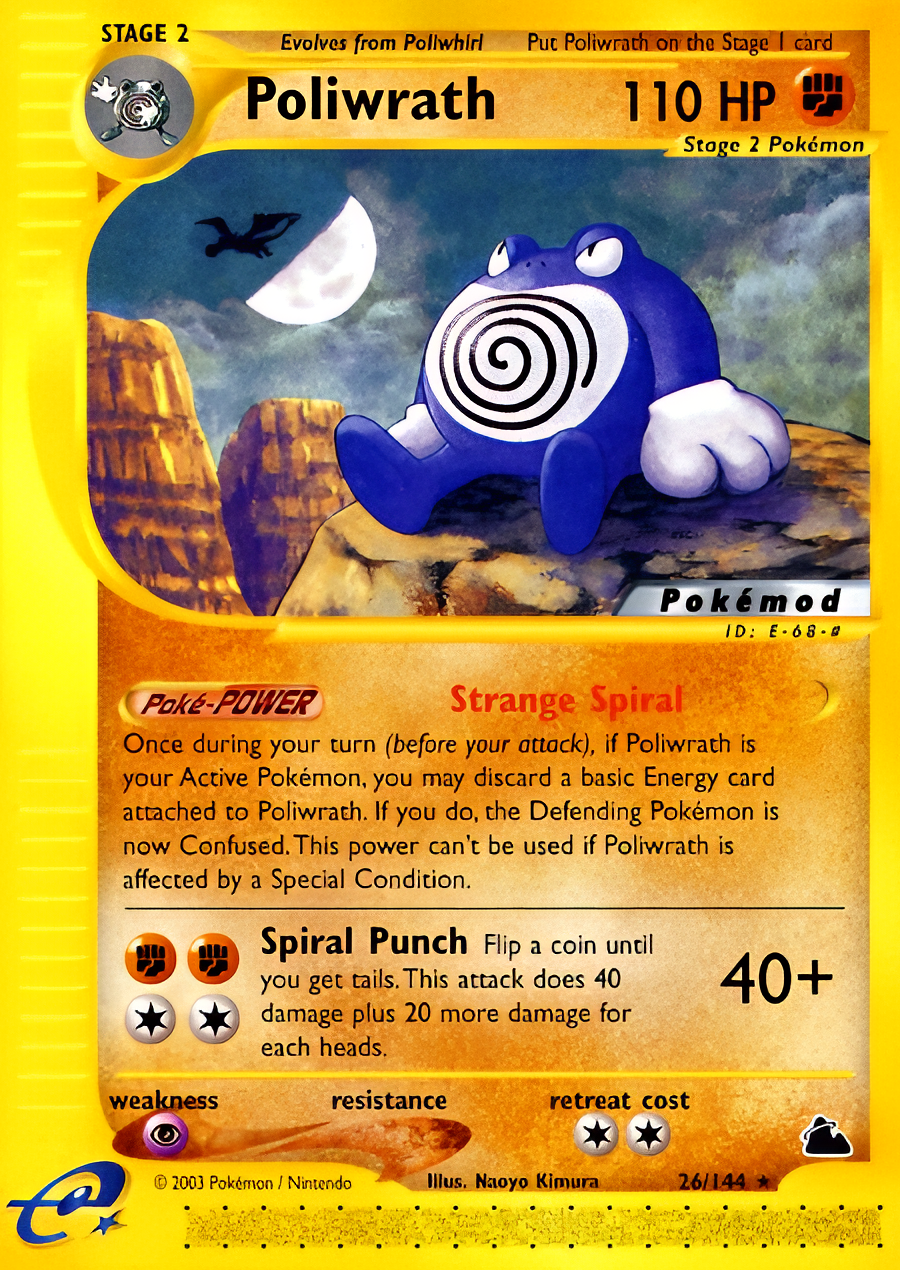 STAGE 2
Evolves from Poliwhirl
Put Poliwrath on the Stage 1 card
Poliwrath
110 HP
Stage 2 Pokémon
Pokémod
ID: E-68-#
Poké-POWER
Strange Spiral
Once during your turn (before your attack), if Poliwrath is
your Active Pokémon, you may discard a basic Energy card
attached to Poliwrath. If you do, the Defending Pokémon is
now Confused. This power can't be used if Poliwrath is
affected by a Special Condition.
Spiral Punch Flip a coin until
you get tails. This attack does 40
damage plus 20 more damage for
each heads.
40+
weakness
resistance
retreat cost
© 2003 Pokémon / Nintendo
Illus. Naoyo Kimura
26/144 ★
e